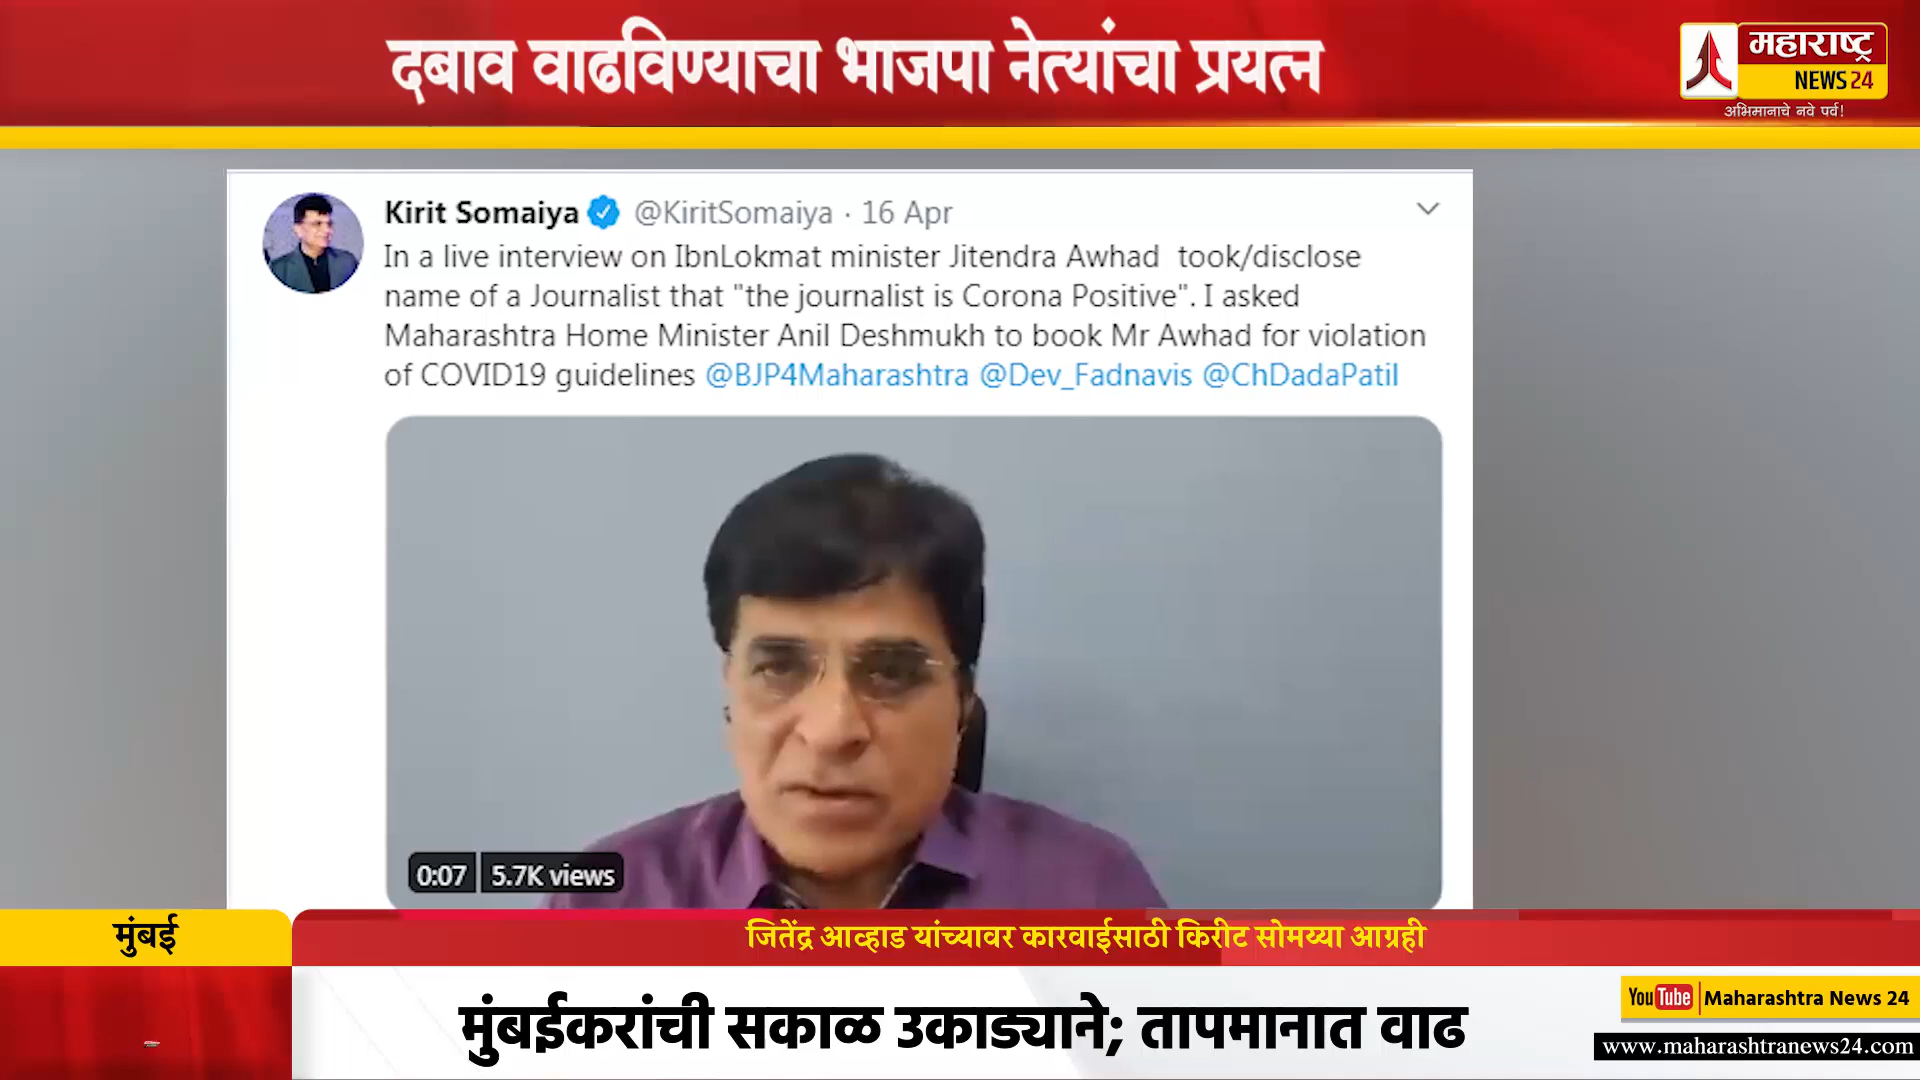 दबाव वाढविण्याचा भाजपा नेत्यांचा प्रयत्न
महाराष्ट्र
NEWS 24
अभिमानाचे नवे पर्व!
Kirit Somaiya @KiritSomaiya · 16 Apr
In a live interview on IbnLokmat minister Jitendra Awhad took/disclose
name of a Journalist that "the journalist is Corona Positive". I asked
Maharashtra Home Minister Anil Deshmukh to book Mr Awhad for violation
of COVID19 guidelines @BJP4Maharashtra @Dev_Fadnavis @ChDadaPatil
0:07 5.7K views
मुंबई
जितेंद्र आव्हाड यांच्यावर कारवाईसाठी किरीट सोमय्या आग्रही
मुंबईकरांची सकाळ उकाड्याने; तापमानात वाढ
YouTube Maharashtra News 24
www.maharashtranews24.com